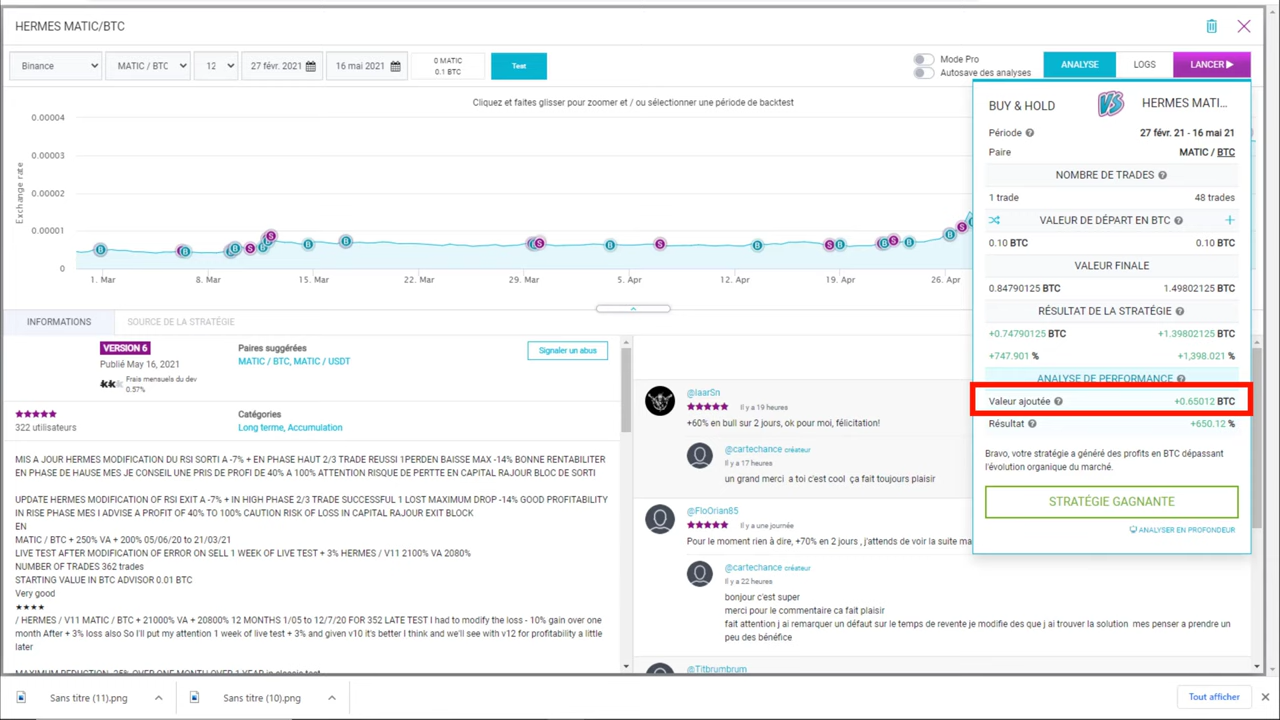 HERMES MATIC/BTC
Binance
MATIC / BTC
12
27 févr. 2021
16 mai 2021
0 MATIC
0.1 BTC
Test
Mode Pro
Autosave des analyses
ANALYSE
LOGS
LANCER
Cliquez et faites glisser pour zoomer et / ou sélectionner une période de backtest
Exchange rate
0.00004
0.00003
0.00002
0.00001
0
1. Mar
8. Mar
15. Mar
22. Mar
29. Mar
5. Apr
12. Apr
19. Apr
26. Apr
BUY & HOLD
VS
HERMES MATI...
Période
27 févr. 21 - 16 mai 21
Paire
MATIC / BTC
NOMBRE DE TRADES
1 trade
48 trades
VALEUR DE DÉPART EN BTC
0.10 BTC
0.10 BTC
VALEUR FINALE
0.84790125 BTC
1.49802125 BTC
RÉSULTAT DE LA STRATÉGIE
+0.74790125 BTC
+1.39802125 BTC
+747.901 %
+1,398.021 %
ANALYSE DE PERFORMANCE
Valeur ajoutée
+0.65012 BTC
Résultat
+650.12 %
Bravo, votre stratégie a généré des profits en BTC dépassant
l'évolution organique du marché.
STRATÉGIE GAGNANTE
ANALYSER EN PROFONDEUR
INFORMATIONS
SOURCE DE LA STRATÉGIE
VERSION 6
Publié May 16, 2021
Frais mensuels du dev
0.57%
Paires suggérées
MATIC / BTC, MATIC / USDT
Signaler un abus
★★★★★
322 utilisateurs
Catégories
Long terme, Accumulation
MIS A JOUR HERMES MODIFICATION DU RSI SORTI A -7% + EN PHASE HAUT 2/3 TRADE REUSSI 1PERDEN BAISSE MAX -14% BONNE RENTABILITER
EN PHASE DE HAUSE MES JE CONSEIL UNE PRIS DE PROFI DE 40% A 100% ATTENTION RISQUE DE PERTTE EN CAPITAL RAJOUR BLOC DE SORTI
UPDATE HERMES MODIFICATION OF RSI EXIT A -7% + IN HIGH PHASE 2/3 TRADE SUCCESSFUL 1 LOST MAXIMUM DROP -14% GOOD PROFITABILITY
IN RISE PHASE MES I ADVISE A PROFIT OF 40% TO 100% CAUTION RISK OF LOSS IN CAPITAL RAJOUR EXIT BLOCK
EN
MATIC / BTC + 250% VA + 200% 05/06/20 to 21/03/21
LIVE TEST AFTER MODIFICATION OF ERROR ON SELL 1 WEEK OF LIVE TEST + 3% HERMES / V11 2100% VA 2080%
NUMBER OF TRADES 362 trades
STARTING VALUE IN BTC ADVISOR 0.01 BTC
Very good
★★★★
/ HERMES / V11 MATIC / BTC + 21000% VA + 20800% 12 MONTHS 1/05 to 12/7/20 FOR 352 LATE TEST I had to modify the loss - 10% gain over one
month After + 3% loss also So I'll put my attention 1 week of live test + 3% and given v10 it's better I think and we'll see with v12 for profitability a little
later
MAXIMUM REDUCTION -25% OVER ONE MONTH OVER 1 YEAR in classic test
@laarSn
★★★★★ Il y a 19 heures
+60% en bull sur 2 jours, ok pour moi, félicitation!
@cartechance créateur
Il y a 17 heures
un grand merci a toi c'est cool ça fait toujours plaisir
@FloOrian85
★★★★★ Il y a une journée
Pour le moment rien à dire, +70% en 2 jours , j'attends de voir la suite ma
@cartechance créateur
Il y a 22 heures
bonjour c'est super
merci pour le commentaire ca fait plaisir
fait attention j ai remarquer un défaut sur le temps de revente je modifie des que j ai trouver la solution mes penser a prendre un
peu des bénéfice
@Titbrumbrum
Sans titre (11).png
Sans titre (10).png
Tout afficher